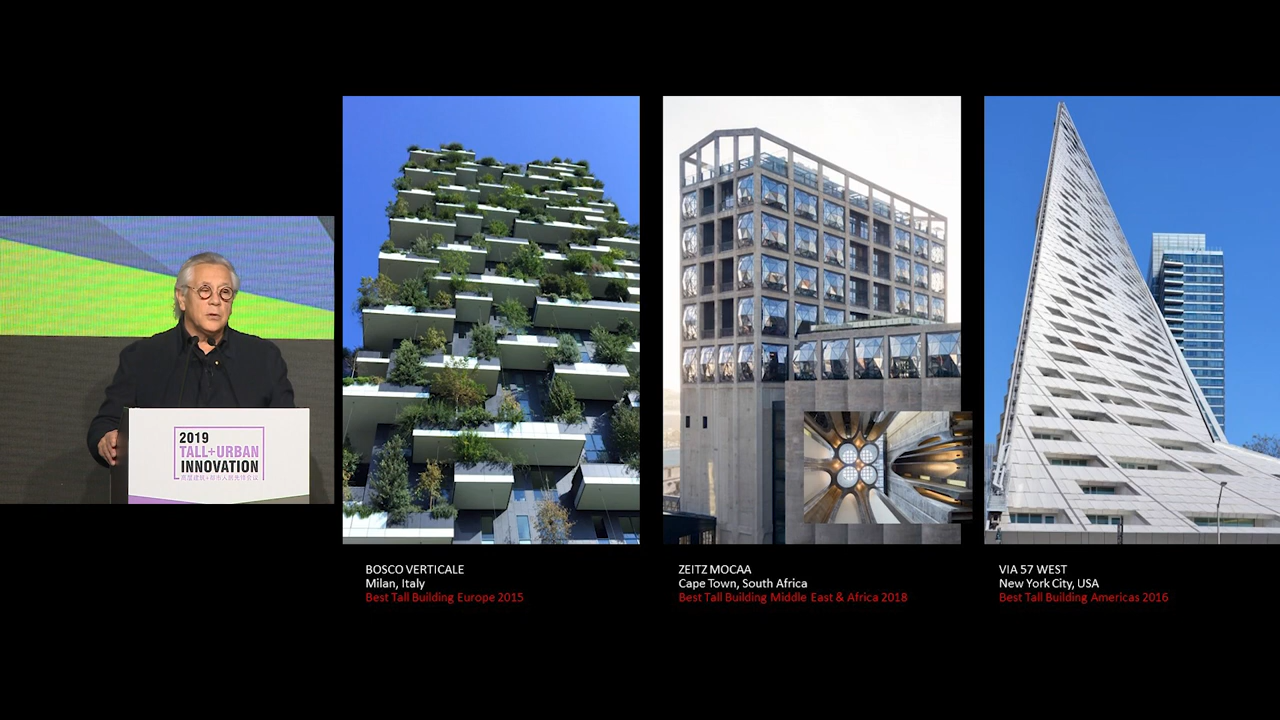 2019
TALL+URBAN
INNOVATION
BOSCO VERTICALE
Milan, Italy
Best Tall Building Europe 2015
ZEITZ MOCAA
Cape Town, South Africa
Best Tall Building Middle East & Africa 2018
VIA 57 WEST
New York City, USA
Best Tall Building Americas 2016